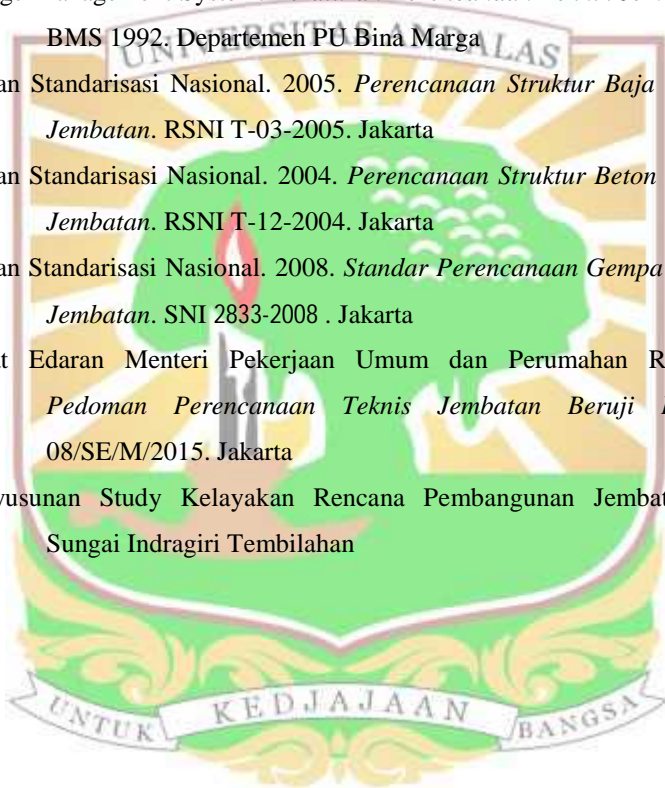 BMS 1992. Departemen PU Bina Marga
UNIVERSITAS ANDALAS
an Standarisasi Nasional. 2005. Perencanaan Struktur Baja
Jembatan. RSNI T-03-2005. Jakarta
an Standarisasi Nasional. 2004. Perencanaan Struktur Beton
Jembatan. RSNI T-12-2004. Jakarta
an Standarisasi Nasional. 2008. Standar Perencanaan Gempa
Jembatan. SNI 2833-2008 . Jakarta
t Edaran Menteri Pekerjaan Umum dan Perumahan R
Pedoman Perencanaan Teknis Jembatan Beruji
08/SE/M/2015. Jakarta
yusunan Study Kelayakan Rencana Pembangunan Jembat
Sungai Indragiri Tembilahan
UNTUK KEDJAJAAN BANGSA